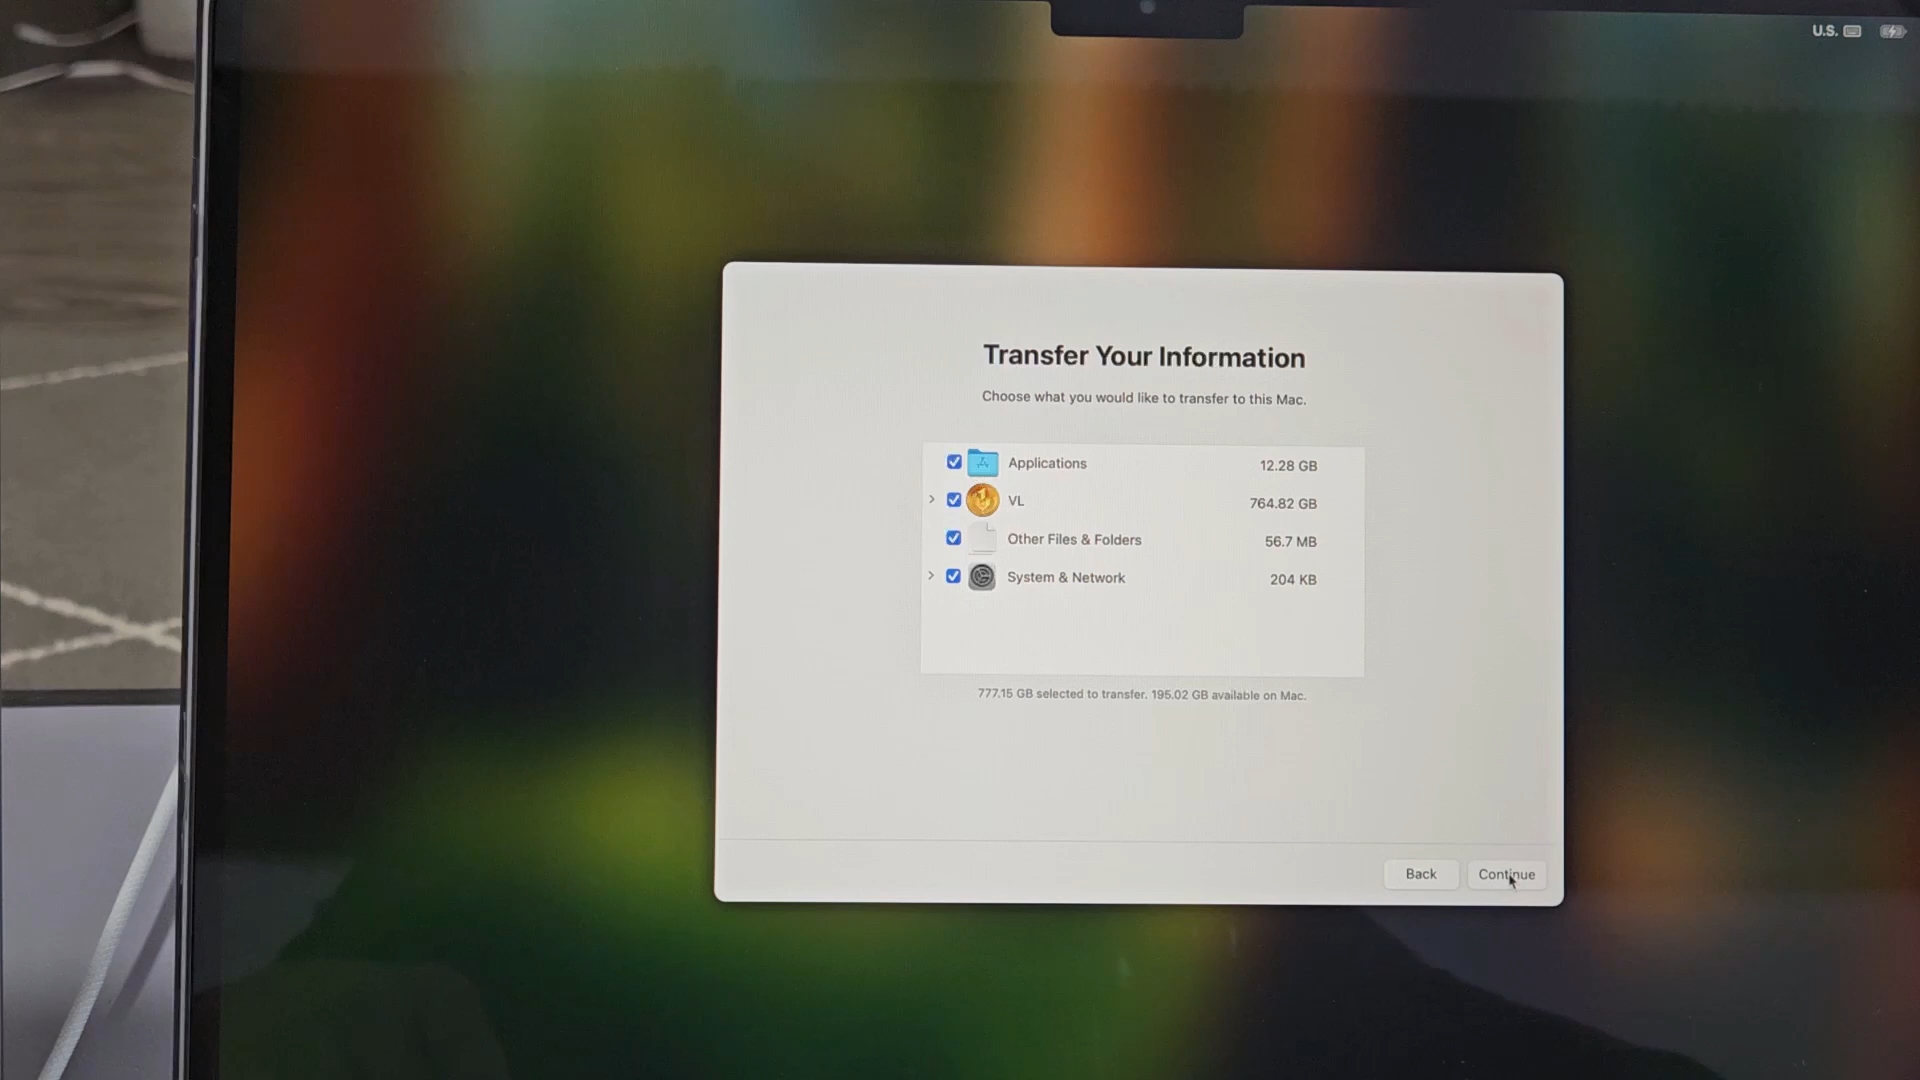 U.S.
Transfer Your Information
Choose what you would like to transfer to this Mac.
Applications 12.28 GB
VL 764.82 GB
Other Files & Folders 56.7 MB
System & Network 204 KB
777.15 GB selected to transfer. 195.02 GB available on Mac.
Back Continue